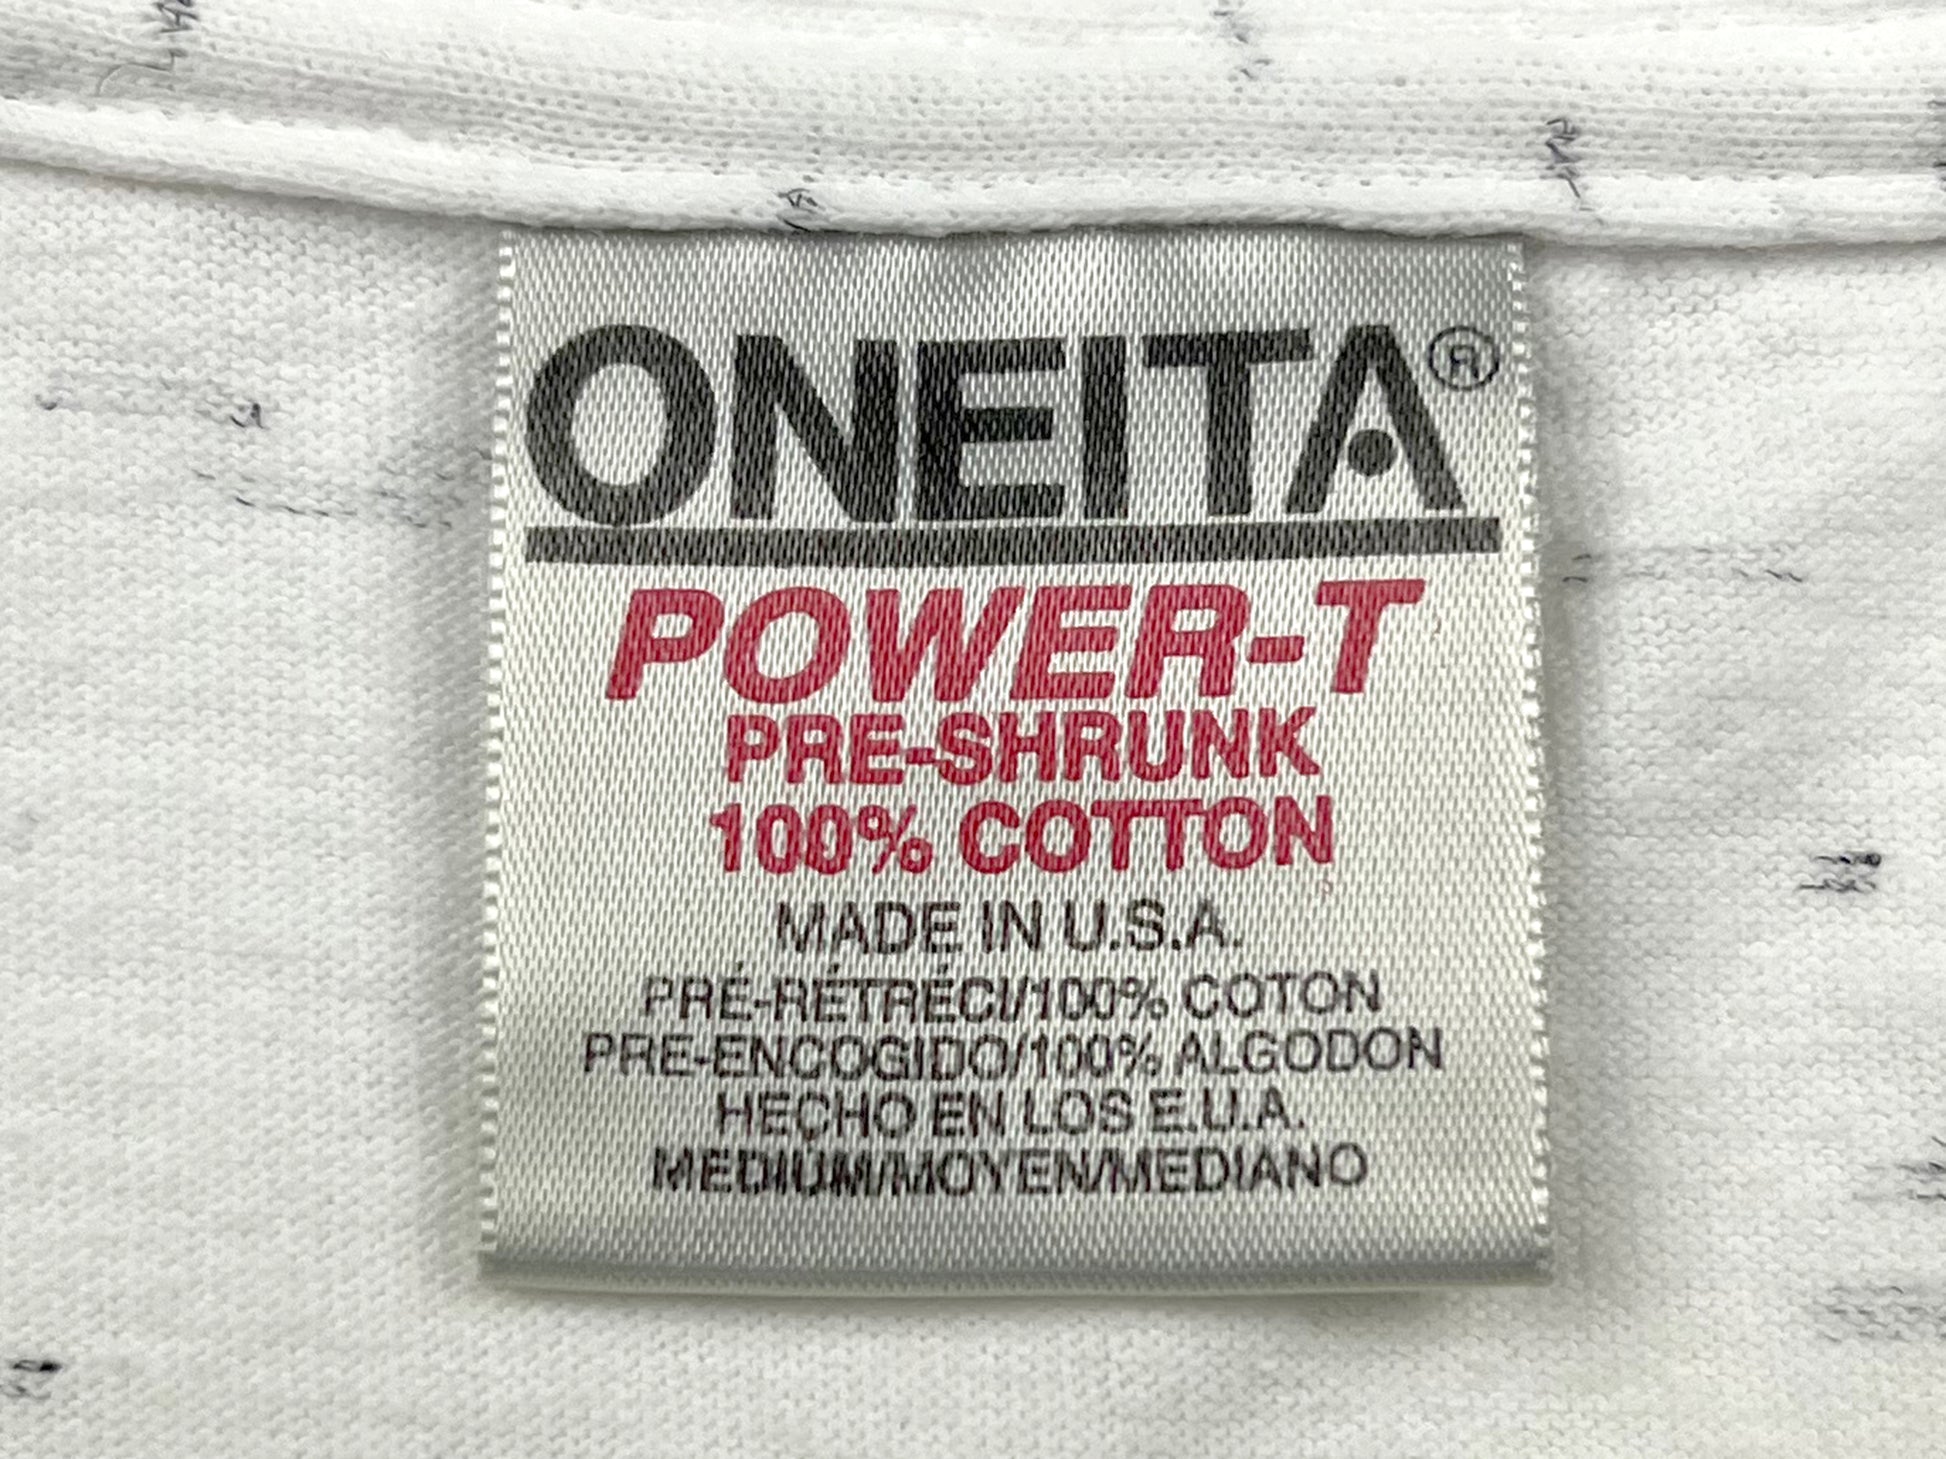 ONEITA®
POWER-T
PRE-SHRUNK
100% COTTON
MADE IN U.S.A.
PRÉ-RÉTRÉCI/100% COTON
PRE-ENCOGIDO/100% ALGODON
HECHO EN LOS E.U.A.
MEDIUM/MOYEN/MEDIANO